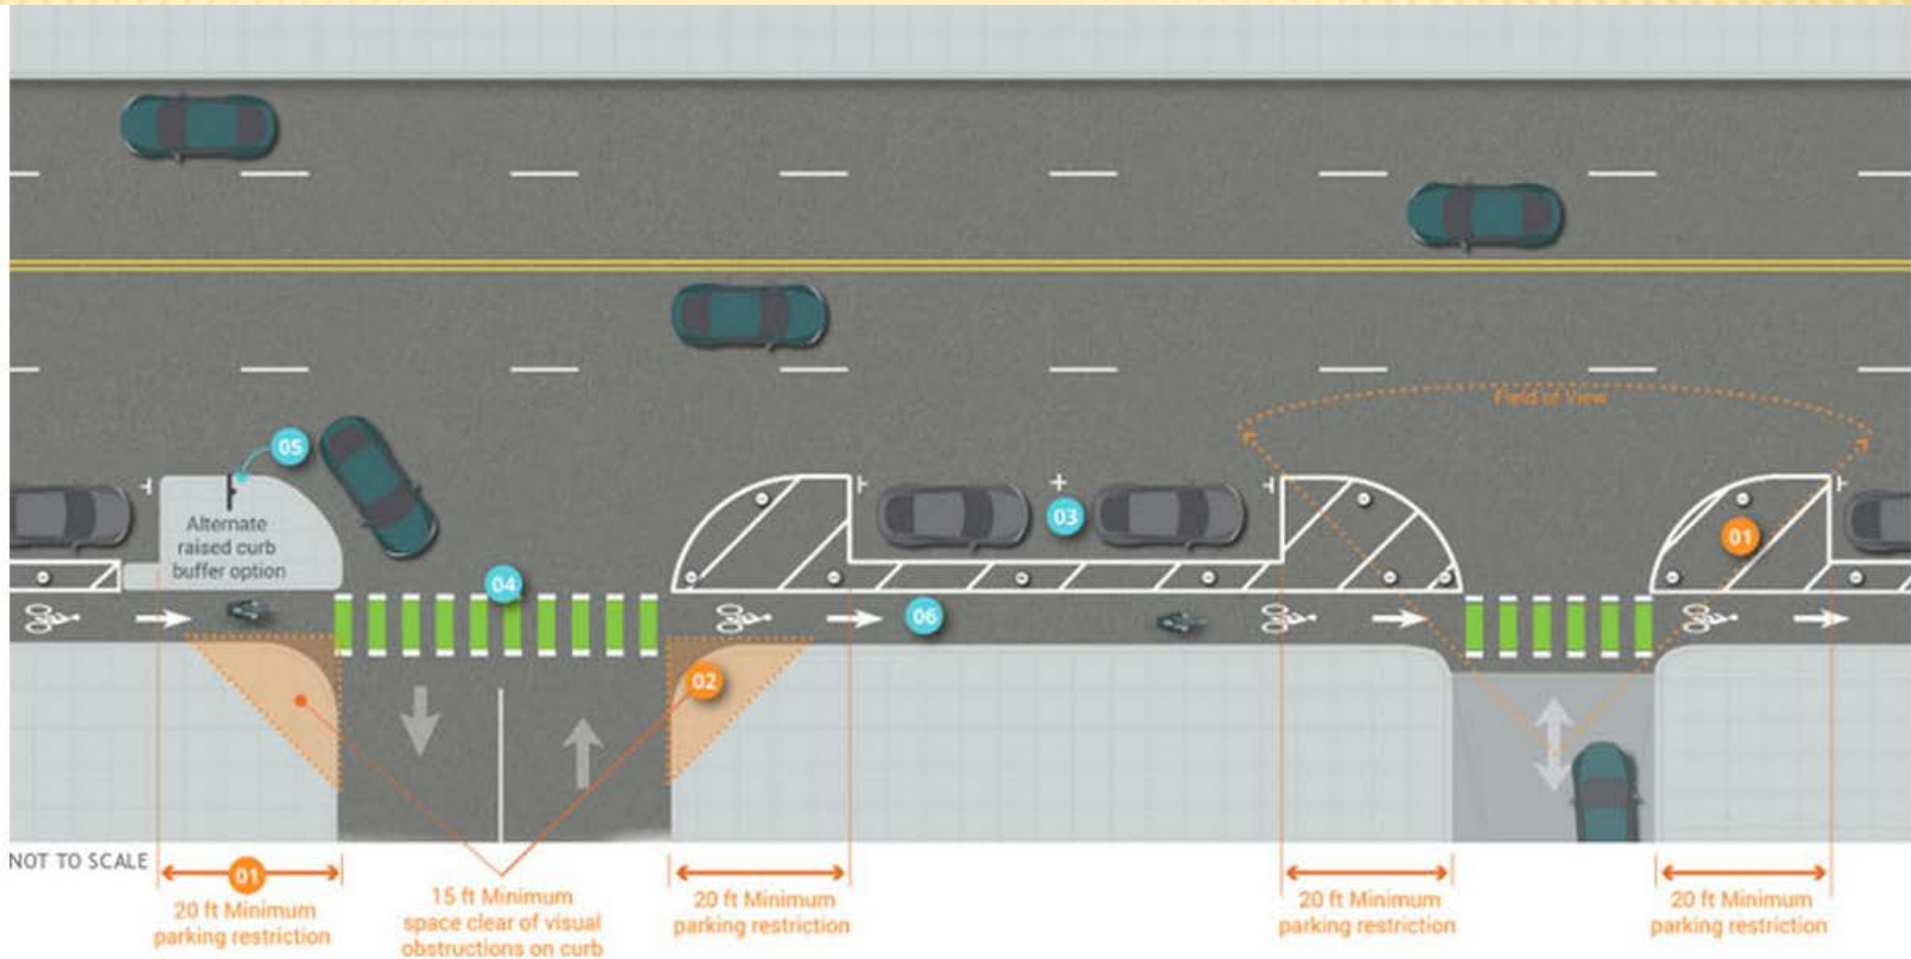 Field of View
05
03
01
Alternate
raised curb
buffer option
04
06
02
NOT TO SCALE
01
20 ft Minimum
parking restriction
15 ft Minimum
space clear of visual
obstructions on curb
20 ft Minimum
parking restriction
20 ft Minimum
parking restriction
20 ft Minimum
parking restriction